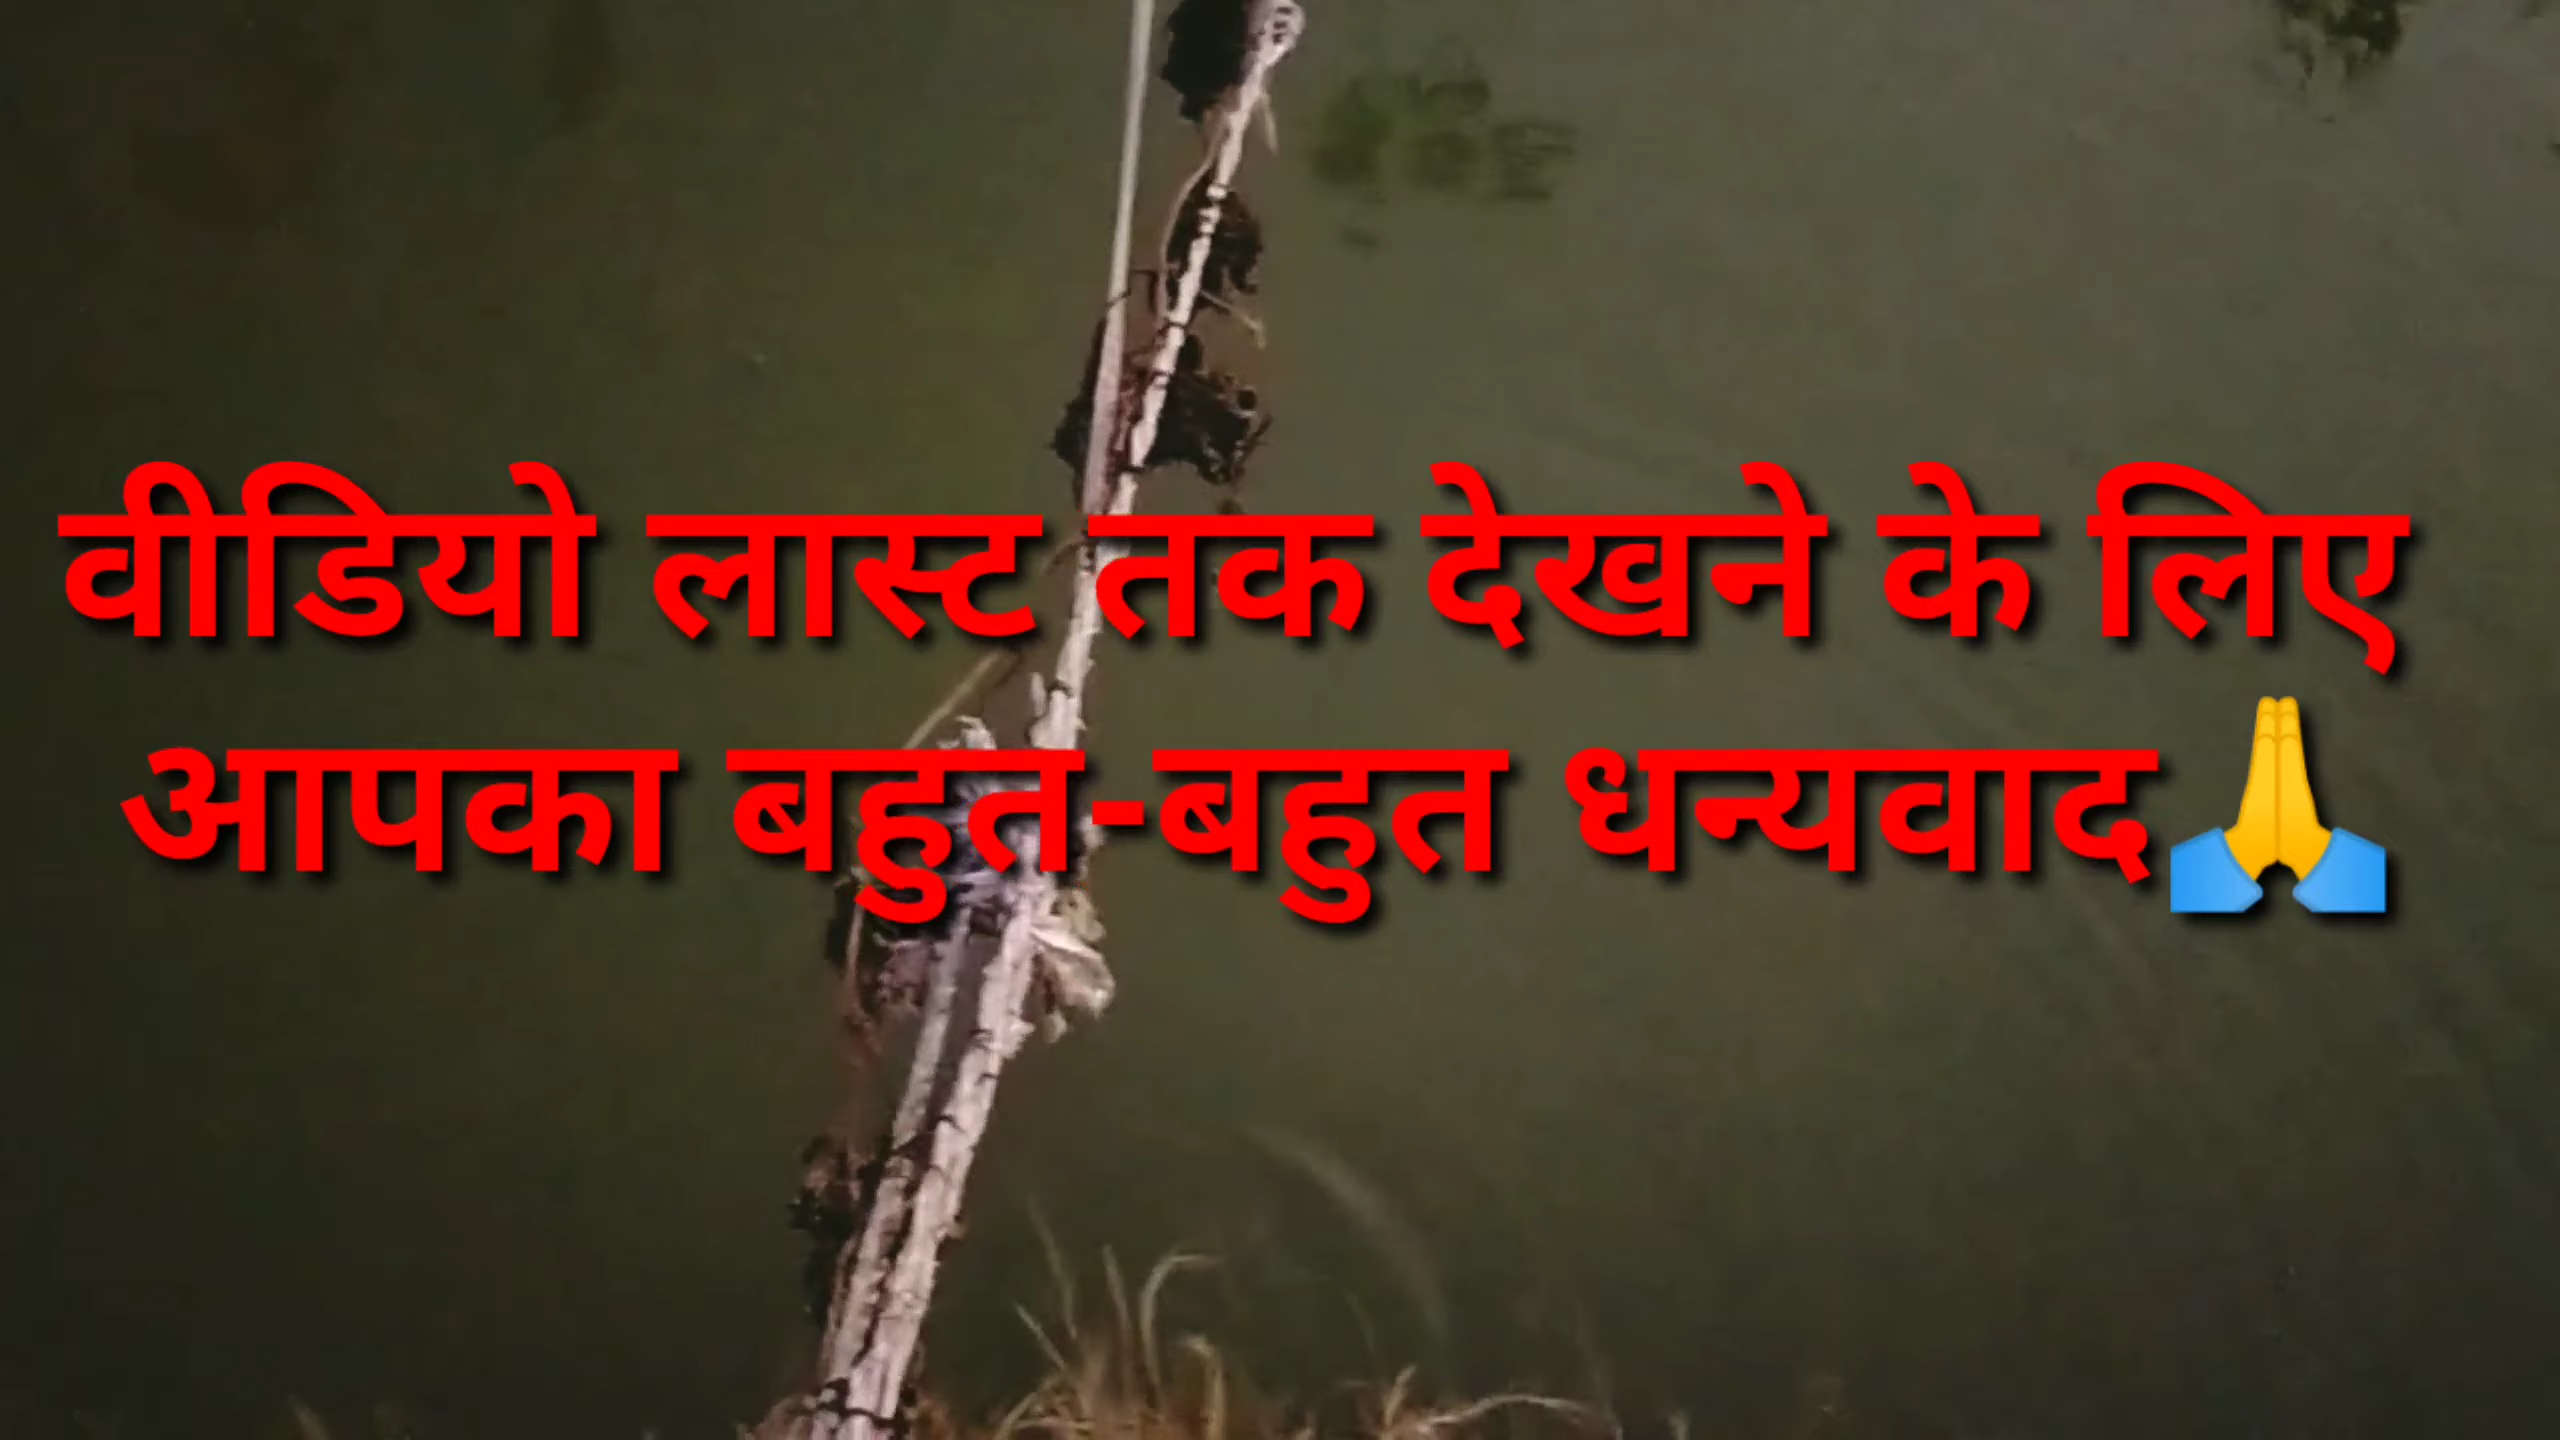 वीडियो लास्ट तक देखने के लिए
आपका बहुत-बहुत धन्यवाद🙏